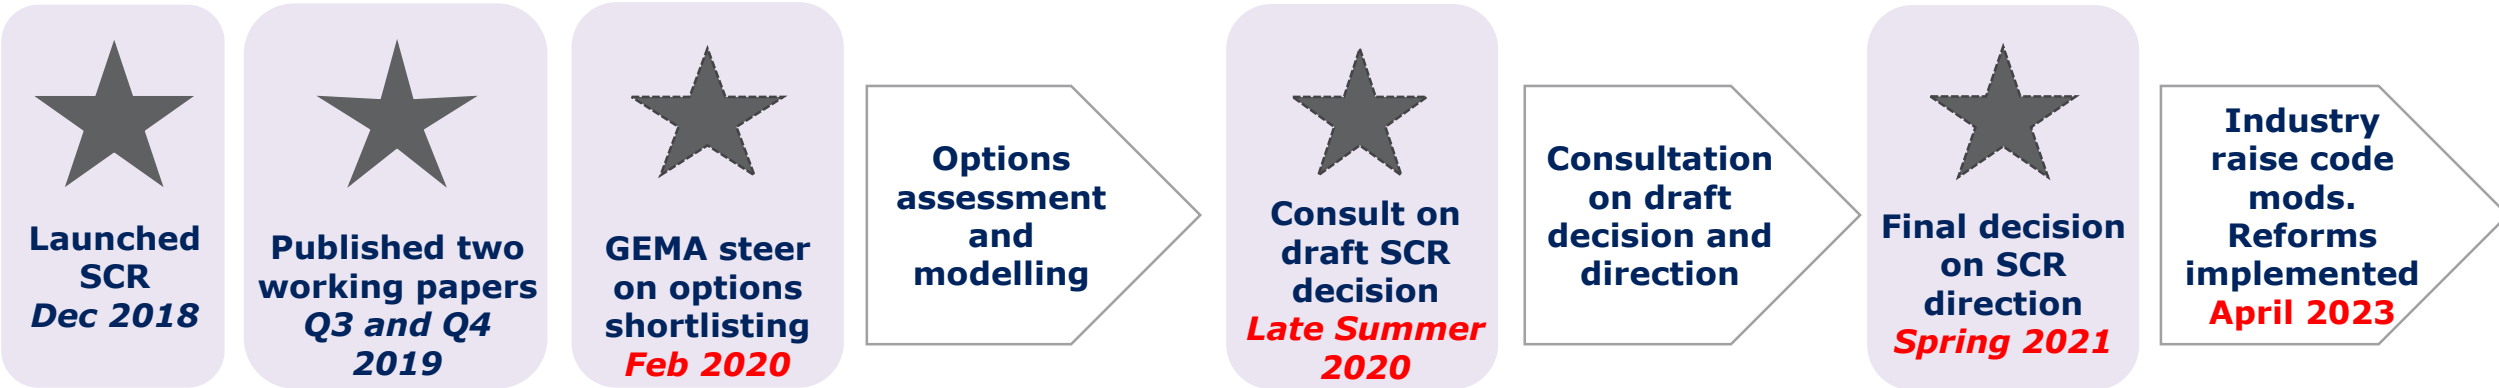 Launched
SCR
Dec 2018
Published two
working papers
Q3 and Q4
2019
GEMA steer
on options
shortlisting
Feb 2020
Options
assessment
and
modelling
Consult on
draft SCR
decision
Late Summer
2020
Consultation
on draft
decision and
direction
Final decision
on SCR
direction
Spring 2021
Industry
raise code
mods.
Reforms
implemented
April 2023